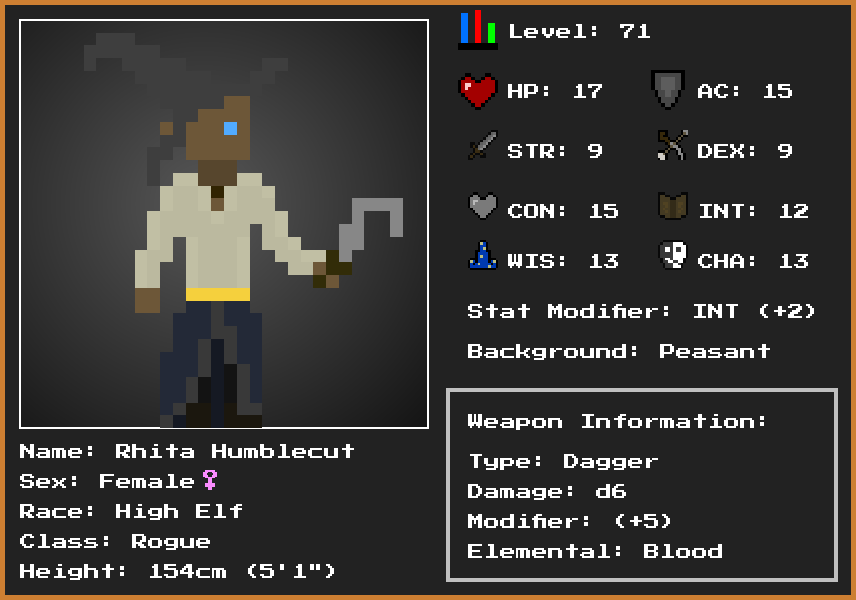 Level: 71
HP: 17
AC: 15
STR: 9
DEX: 9
CON: 15
INT: 12
WIS: 13
CHA: 13
Stat Modifier: INT (+2)
Background: Peasant
Weapon Information:
Type: Dagger
Damage: d6
Modifier: (+5)
Elemental: Blood
Name: Rhita Humblecut
Sex: Female♀
Race: High Elf
Class: Rogue
Height: 154cm (5'1")